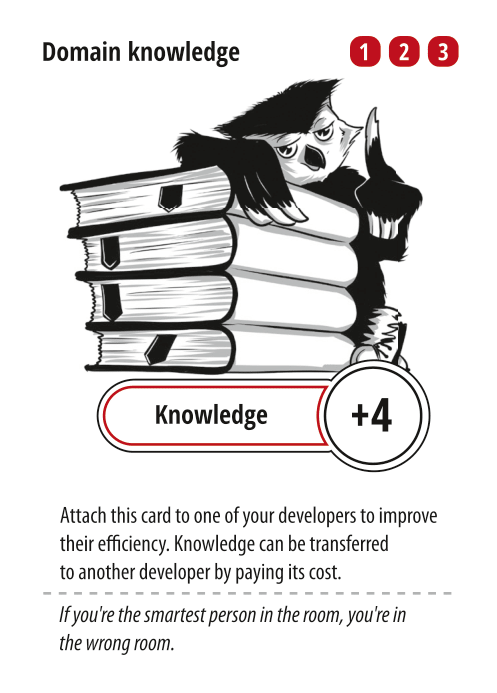 Domain knowledge 1 2 3
Knowledge +4
Attach this card to one of your developers to improve
their efficiency. Knowledge can be transferred
to another developer by paying its cost.
If you're the smartest person in the room, you're in
the wrong room.